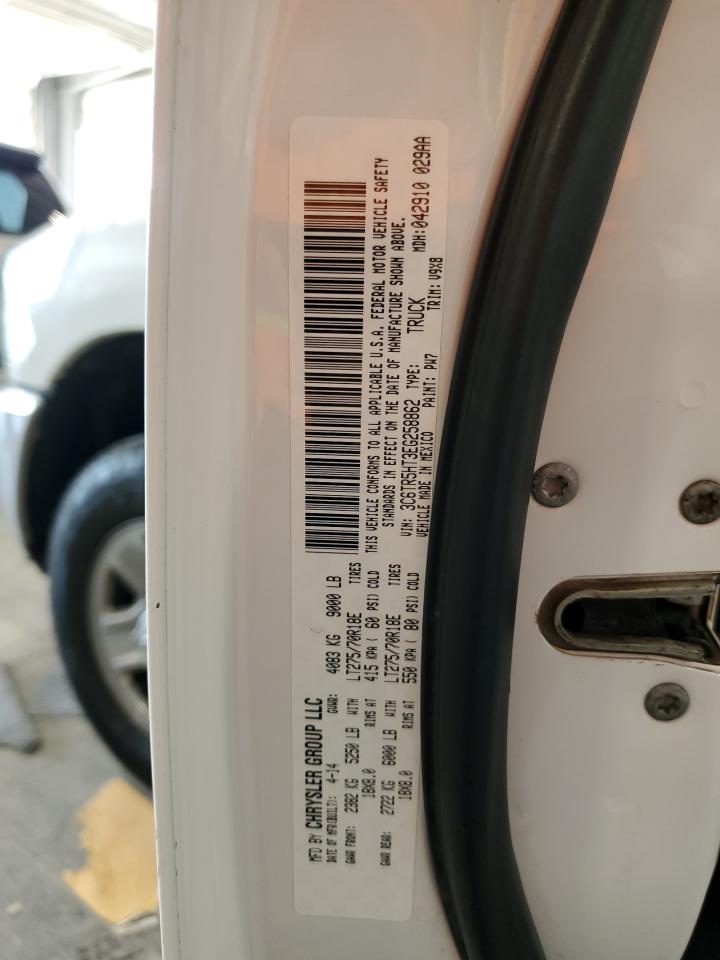 MFD BY CHRYSLER GROUP LLC
DATE OF MFR(BUILT): 4-14 GVWR: 4083 KG 9000 LB
GAWR FRONT: 2382 KG 5250 LB WITH LT275/70R18E TIRES
18X8.0 RIMS AT 415 KPA ( 60 PSI) COLD
GAWR REAR: 2722 KG 6000 LB WITH LT275/70R18E TIRES
18X8.0 RIMS AT 550 KPA ( 80 PSI) COLD
THIS VEHICLE CONFORMS TO ALL APPLICABLE U.S.A. FEDERAL MOTOR VEHICLE SAFETY
STANDARDS IN EFFECT ON THE DATE OF MANUFACTURE SHOWN ABOVE.
VIN: 3C6TR5HT3EG258862 TYPE: TRUCK MDH:042910 029AA
VEHICLE MADE IN MEXICO PAINT: PW7 TRIM: V9X8